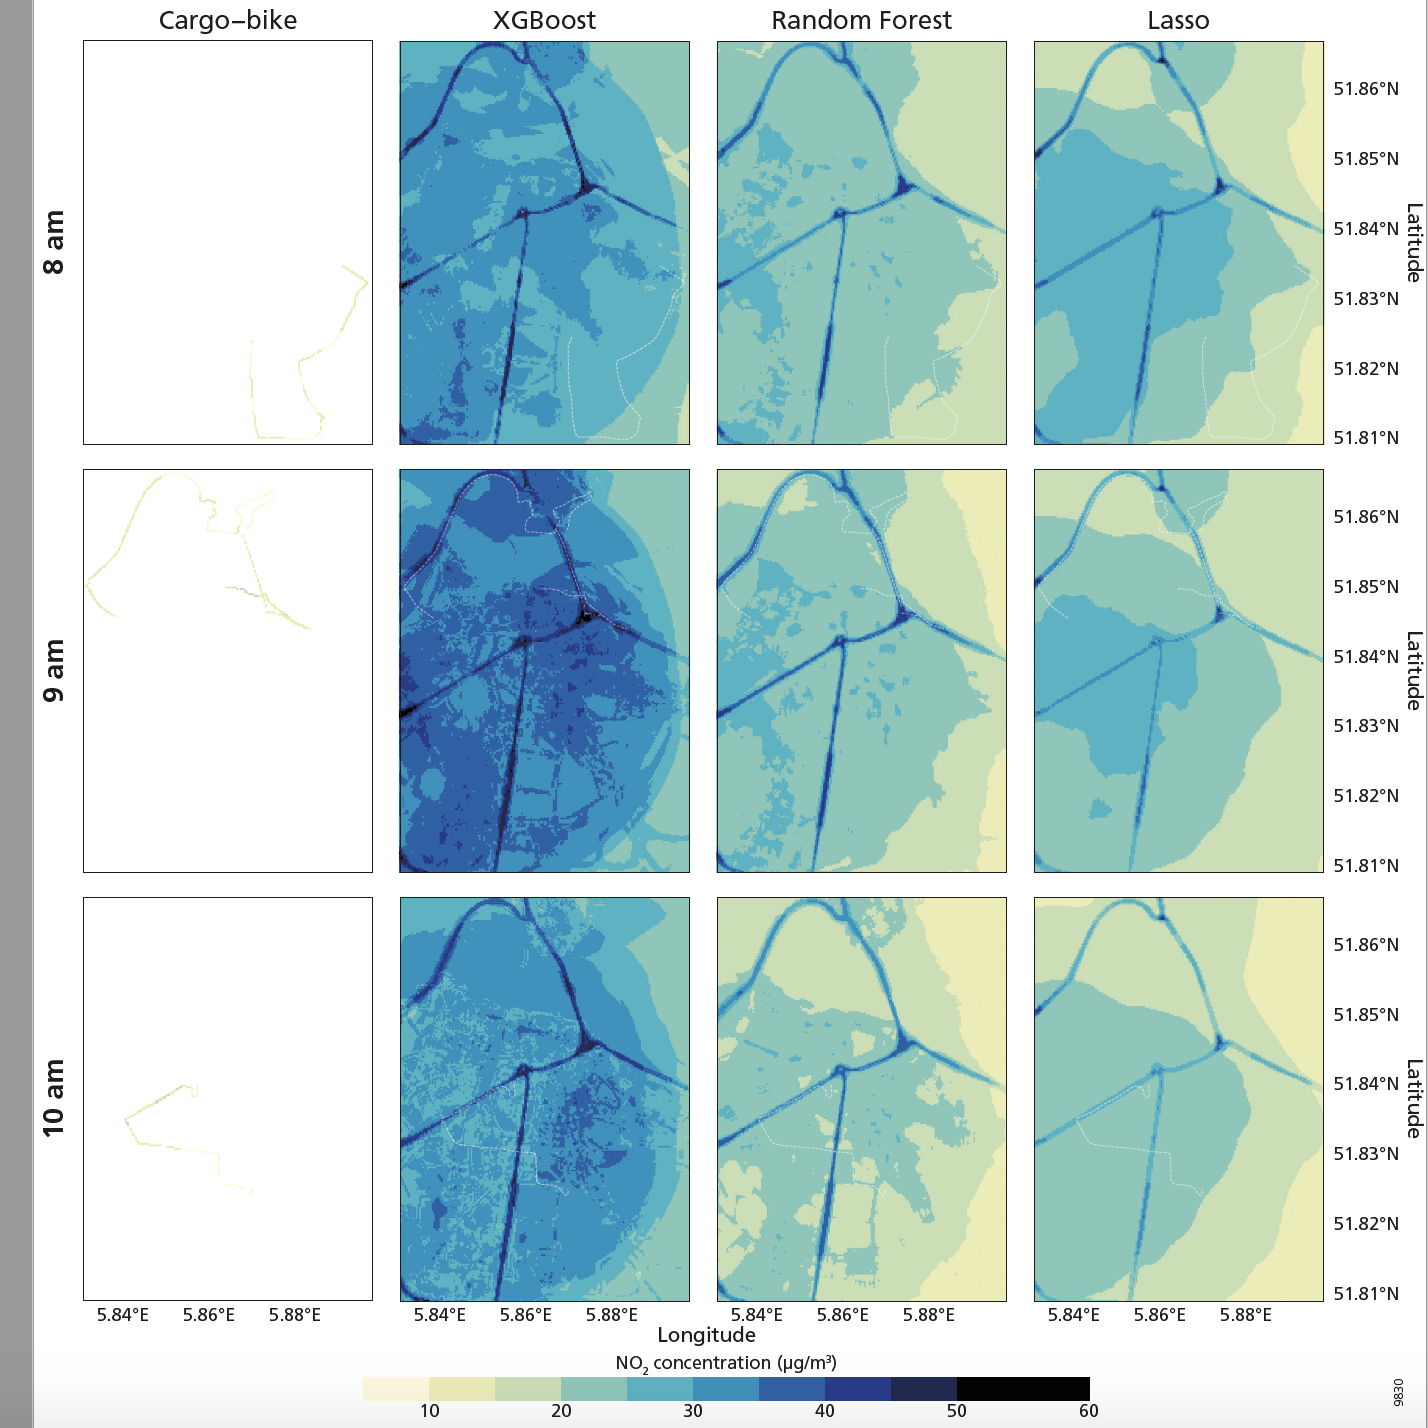 Cargo–bike XGBoost Random Forest Lasso
8 am
51.86°N
51.85°N
51.84°N
51.83°N
51.82°N
51.81°N
Latitude
9 am
51.86°N
51.85°N
51.84°N
51.83°N
51.82°N
51.81°N
Latitude
10 am
51.86°N
51.85°N
51.84°N
51.83°N
51.82°N
51.81°N
Latitude
5.84°E 5.86°E 5.88°E 5.84°E 5.86°E 5.88°E 5.84°E 5.86°E 5.88°E 5.84°E 5.86°E 5.88°E
Longitude
NO₂ concentration (µg/m³)
10 20 30 40 50 60
9830